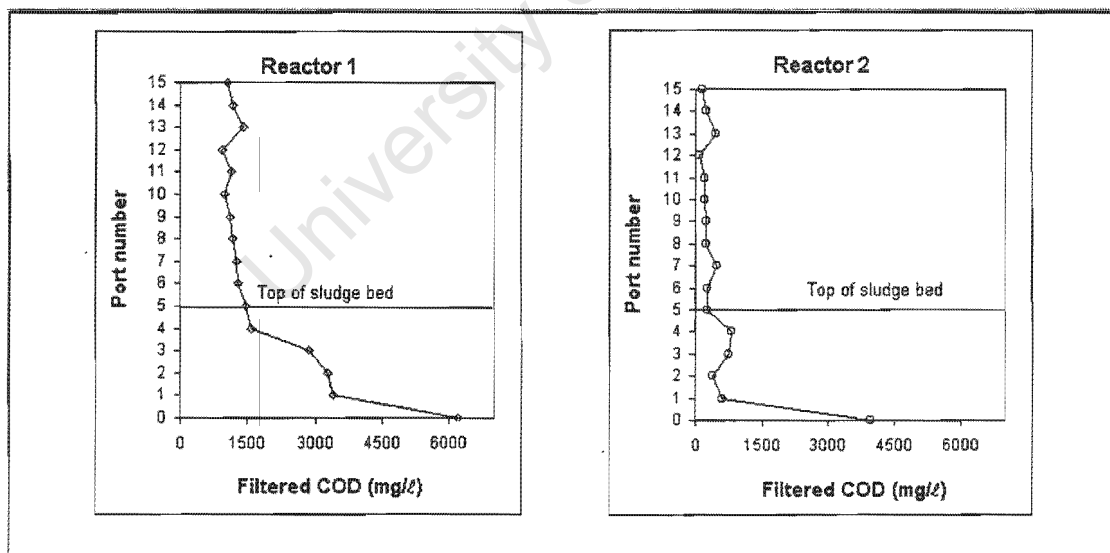 University
Reactor 1
15
14
13
12
11
10
9
8
7
6
5
4
3
2
1
0
Port number
Top of sludge bed
0 1500 3000 4500 6000
Filtered COD (mg/ℓ)
Reactor 2
15
14
13
12
11
10
9
8
7
6
5
4
3
2
1
0
Port number
Top of sludge bed
0 1500 3000 4500 6000
Filtered COD (mg/ℓ)